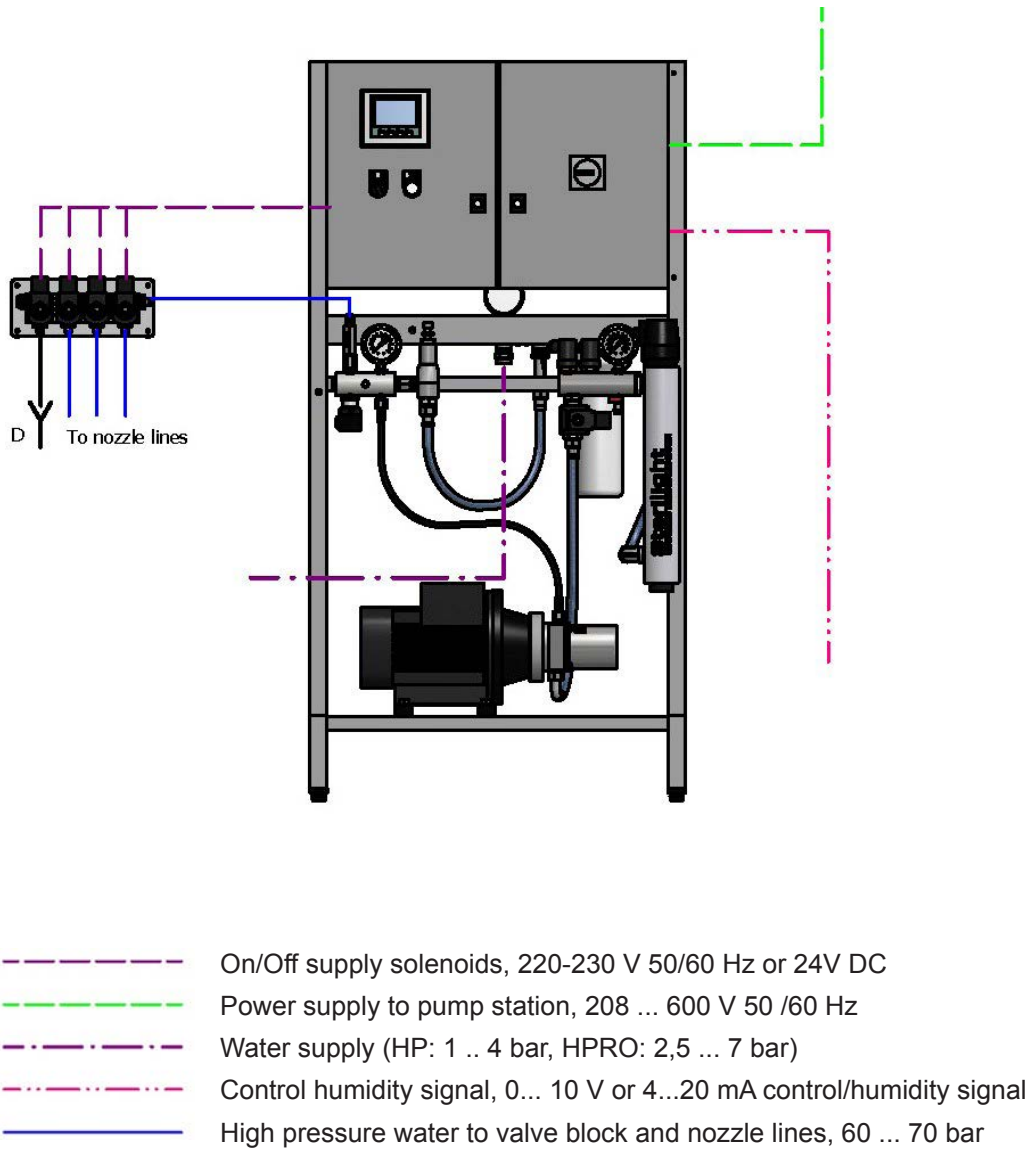 D
To nozzle lines
Sterilight
On/Off supply solenoids, 220-230 V 50/60 Hz or 24V DC
Power supply to pump station, 208 ... 600 V 50 /60 Hz
Water supply (HP: 1 .. 4 bar, HPRO: 2,5 ... 7 bar)
Control humidity signal, 0... 10 V or 4...20 mA control/humidity signal
High pressure water to valve block and nozzle lines, 60 ... 70 bar